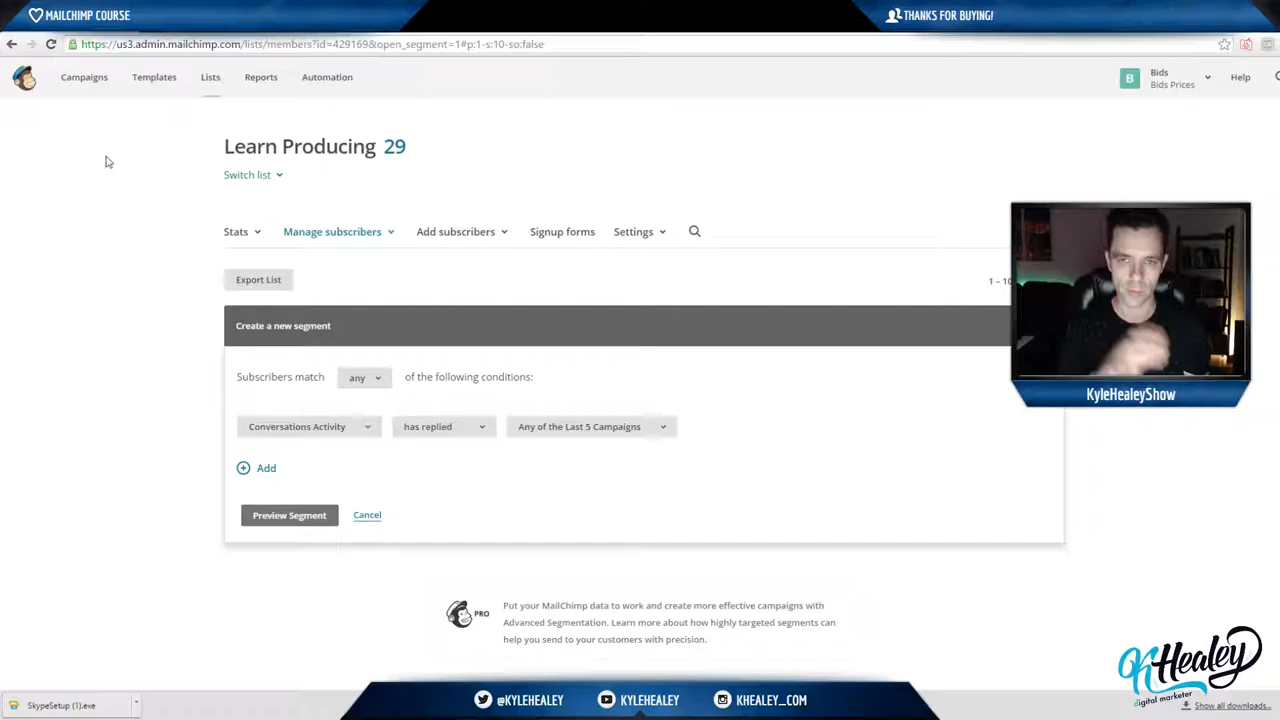 MAILCHIMP COURSE
THANKS FOR BUYING!
https://us3.admin.mailchimp.com/lists/members?id=429169&open_segment=1#p:1-s:10-so:false
Campaigns Templates Lists Reports Automation
B Bids Help
Bids Prices
Learn Producing 29
Switch list
Stats Manage subscribers Add subscribers Signup forms Settings
Export List
1 – 10
Create a new segment
Subscribers match any of the following conditions:
KyleHealeyShow
Conversations Activity has replied Any of the Last 5 Campaigns
Add
Preview Segment Cancel
PRO
Put your MailChimp data to work and create more effective campaigns with
Advanced Segmentation. Learn more about how highly targeted segments can
help you send to your customers with precision.
KHealey
digital marketer
SkypeSetup (1).exe
@KYLEHEALEY KYLEHEALEY KHEALEY_COM
Show all downloads...